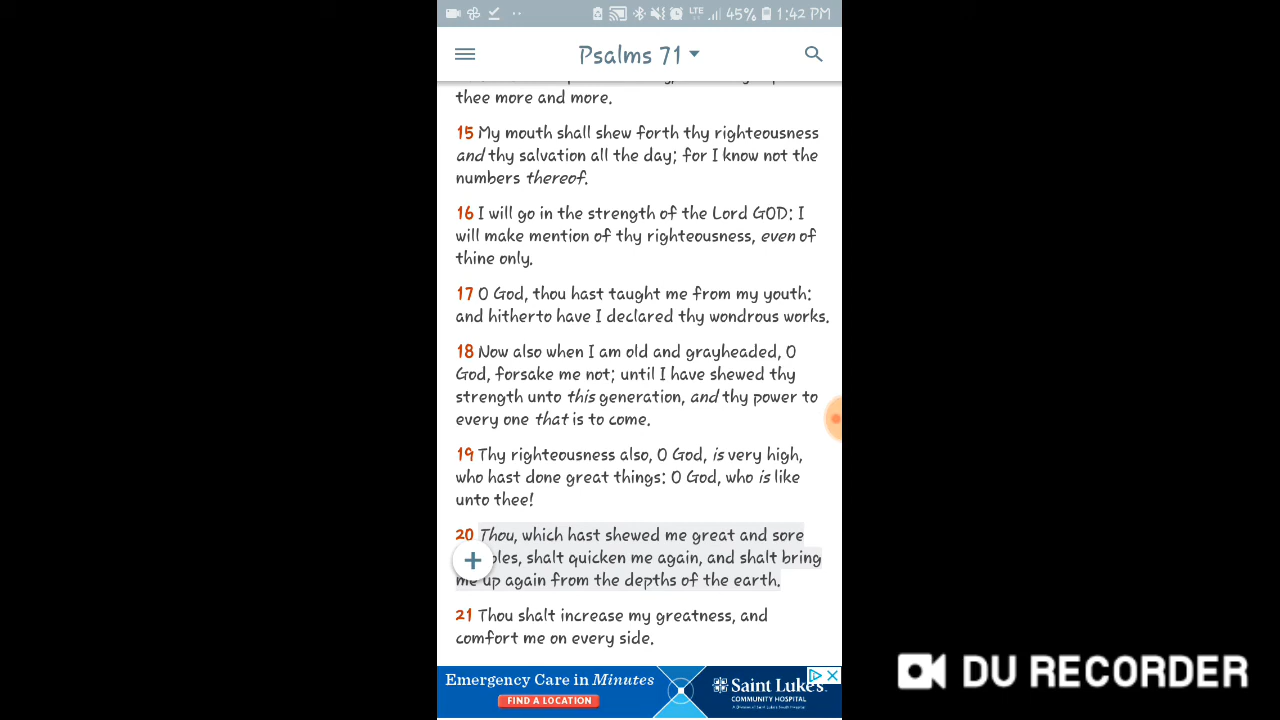 LTE 45% 1:42 PM
Psalms 71
thee more and more.
15 My mouth shall shew forth thy righteousness
and thy salvation all the day; for I know not the
numbers thereof.
16 I will go in the strength of the Lord GOD: I
will make mention of thy righteousness, even of
thine only.
17 O God, thou hast taught me from my youth:
and hitherto have I declared thy wondrous works.
18 Now also when I am old and grayheaded, O
God, forsake me not; until I have shewed thy
strength unto this generation, and thy power to
every one that is to come.
19 Thy righteousness also, O God, is very high,
who hast done great things: O God, who is like
unto thee!
20 Thou, which hast shewed me great and sore
bles, shalt quicken me again, and shalt bring
me up again from the depths of the earth.
21 Thou shalt increase my greatness, and
comfort me on every side.
Emergency Care in Minutes
FIND A LOCATION
Saint Luke's
COMMUNITY HOSPITAL
DU RECORDER